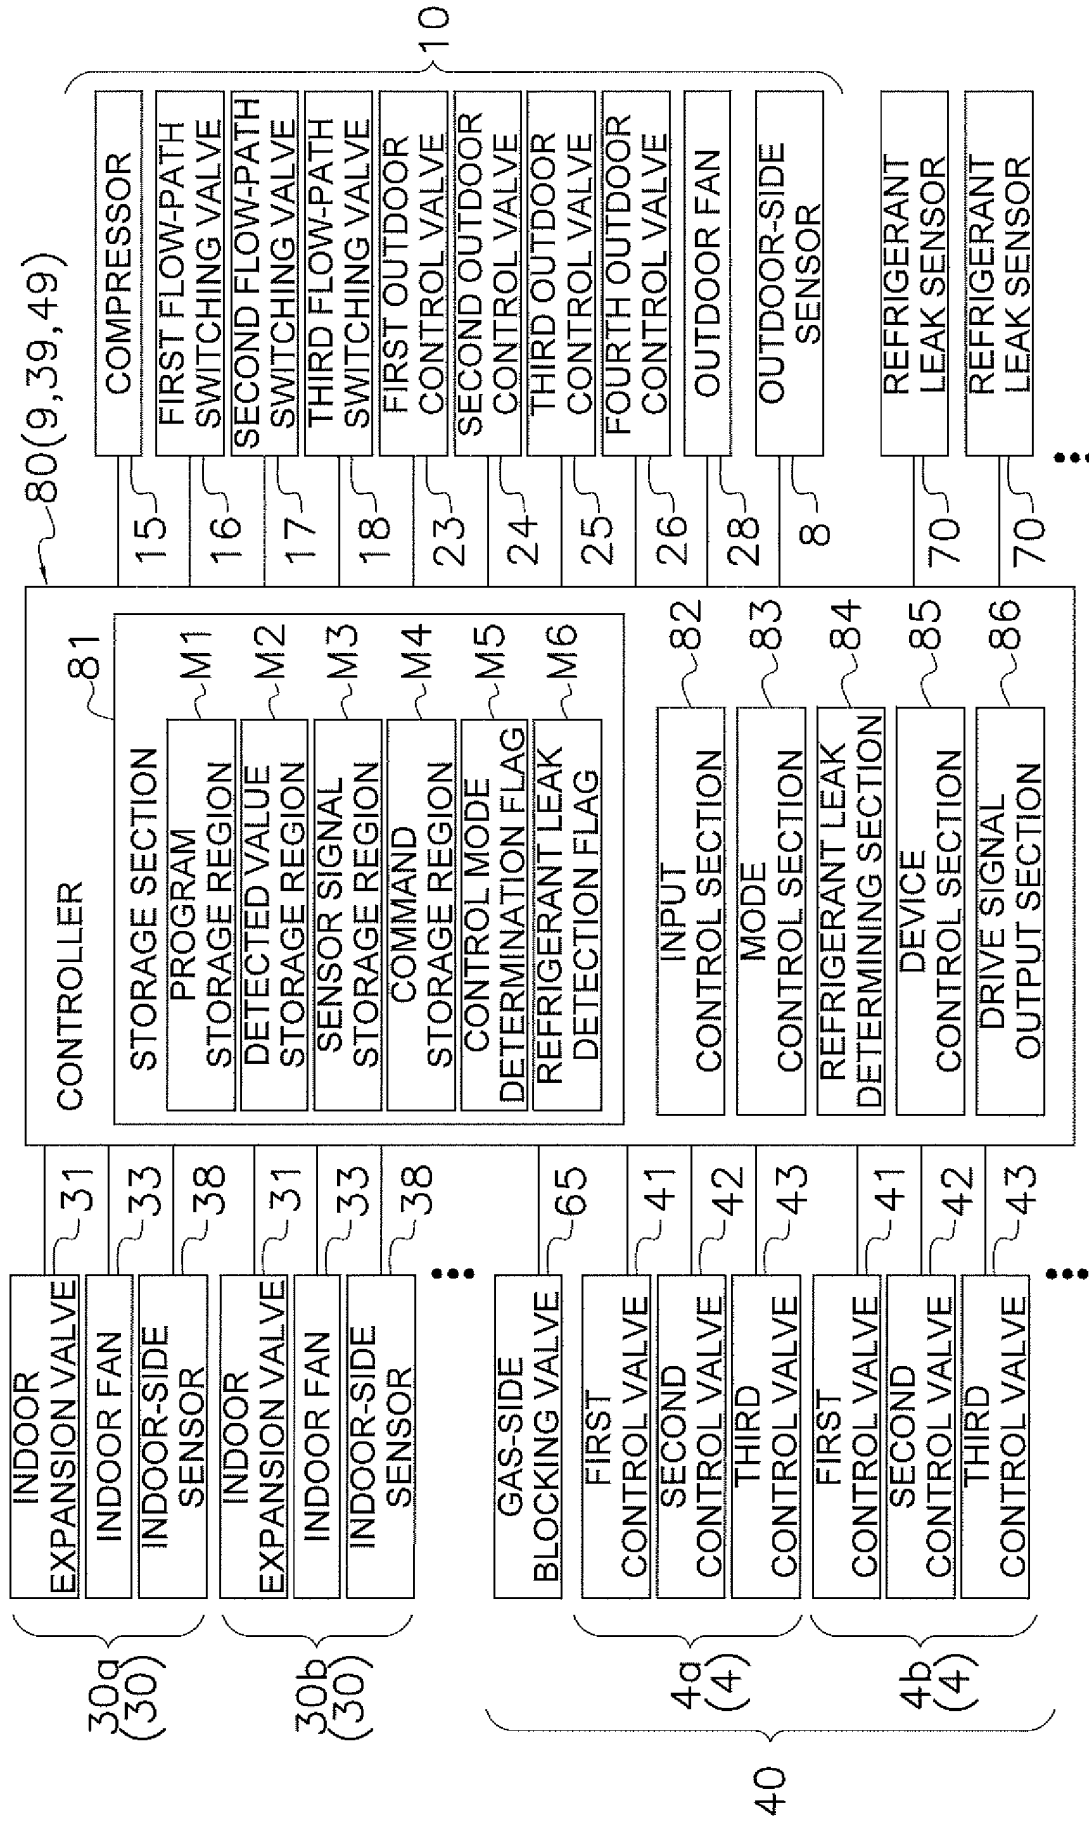 80(9,39,49)
CONTROLLER
81
STORAGE SECTION
PROGRAM
STORAGE REGION
M1
DETECTED VALUE
STORAGE REGION
M2
SENSOR SIGNAL
STORAGE REGION
M3
COMMAND
STORAGE REGION
M4
CONTROL MODE
DETERMINATION FLAG
M5
REFRIGERANT LEAK
DETECTION FLAG
M6
INPUT
CONTROL SECTION
82
MODE
CONTROL SECTION
83
REFRIGERANT LEAK
DETERMINING SECTION
84
DEVICE
CONTROL SECTION
85
DRIVE SIGNAL
OUTPUT SECTION
86
INDOOR
EXPANSION VALVE
31
INDOOR FAN
33
INDOOR-SIDE
SENSOR
38
30a
(30)
INDOOR
EXPANSION VALVE
31
INDOOR FAN
33
INDOOR-SIDE
SENSOR
38
30b
(30)
GAS-SIDE
BLOCKING VALVE
65
FIRST
CONTROL VALVE
41
SECOND
CONTROL VALVE
42
THIRD
CONTROL VALVE
43
4a
(4)
FIRST
CONTROL VALVE
41
SECOND
CONTROL VALVE
42
THIRD
CONTROL VALVE
43
4b
(4)
40
COMPRESSOR
15
FIRST FLOW-PATH
SWITCHING VALVE
16
SECOND FLOW-PATH
SWITCHING VALVE
17
THIRD FLOW-PATH
SWITCHING VALVE
18
FIRST OUTDOOR
CONTROL VALVE
23
SECOND OUTDOOR
CONTROL VALVE
24
THIRD OUTDOOR
CONTROL VALVE
25
FOURTH OUTDOOR
CONTROL VALVE
26
OUTDOOR FAN
28
OUTDOOR-SIDE
SENSOR
8
10
REFRIGERANT
LEAK SENSOR
70
REFRIGERANT
LEAK SENSOR
70